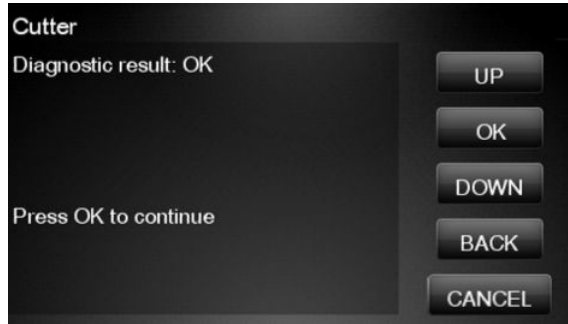 Cutter
Diagnostic result: OK
Press OK to continue
UP
OK
DOWN
BACK
CANCEL